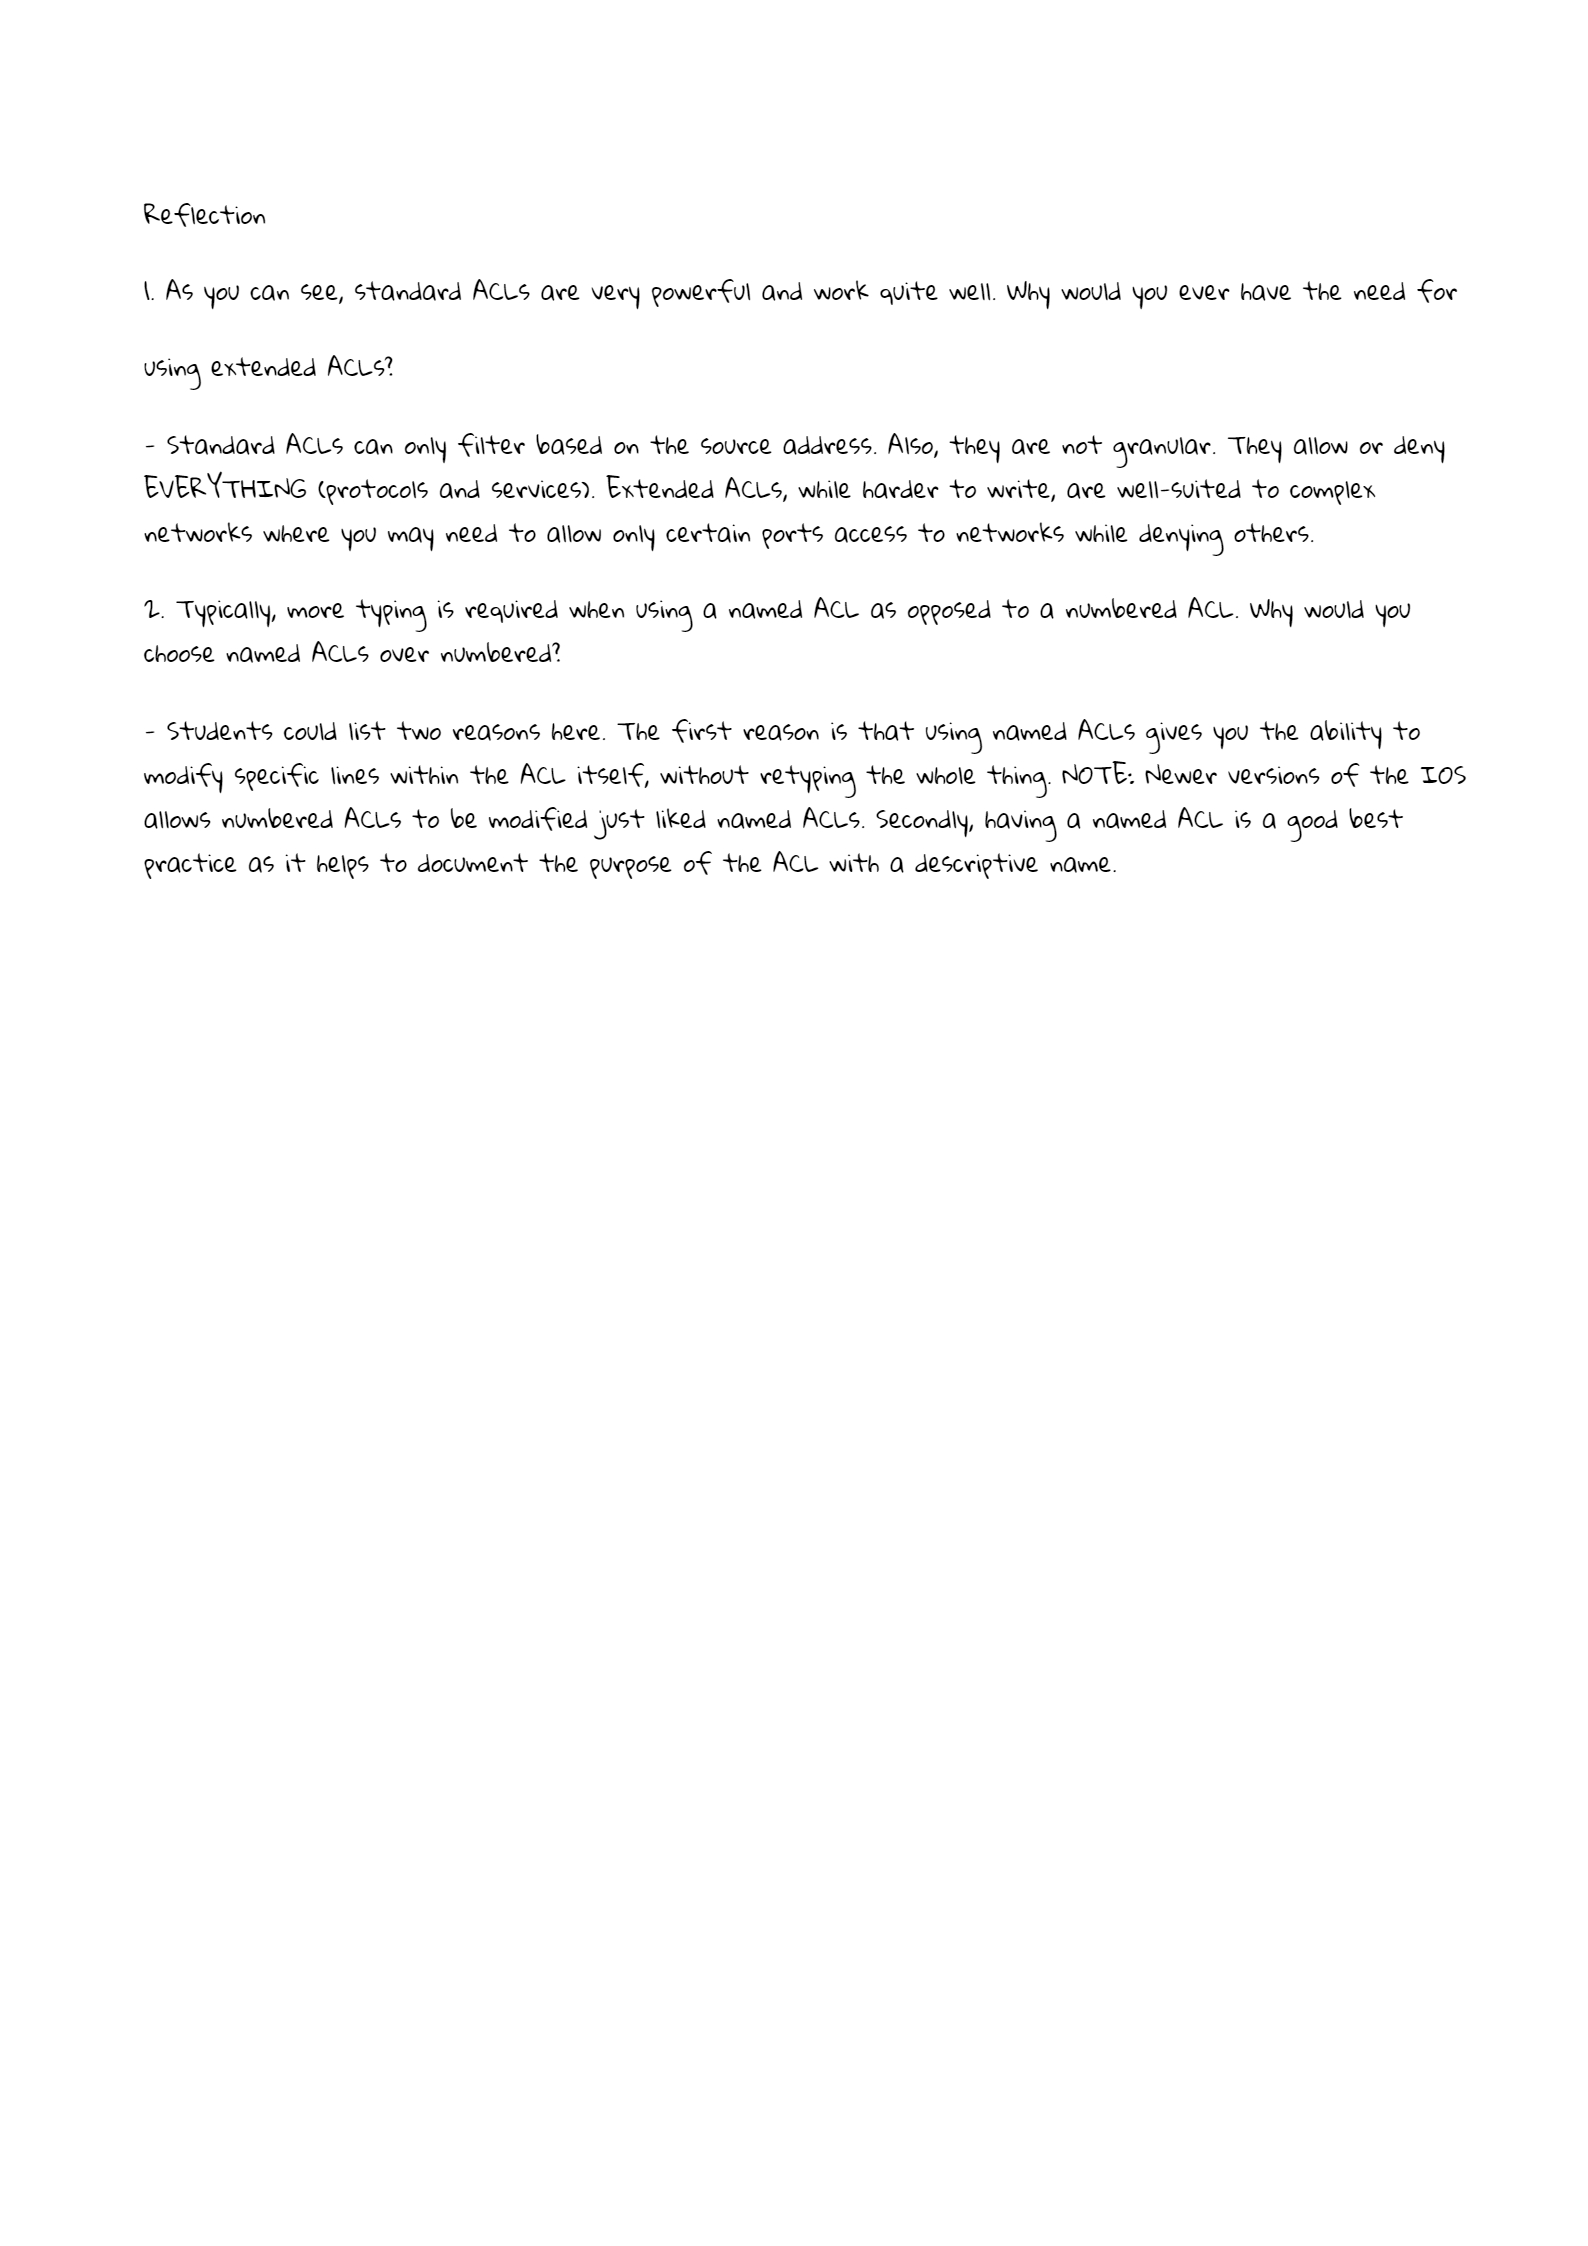 Reflection
1. As you can see, standard ACLs are very powerful and work quite well. Why would you ever have the need for
using extended ACLs?
- Standard ACLs can only filter based on the source address. Also, they are not granular. They allow or deny
EVERYTHING (protocols and services). Extended ACLs, while harder to write, are well-suited to complex
networks where you may need to allow only certain ports access to networks while denying others.
2. Typically, more typing is required when using a named ACL as opposed to a numbered ACL. Why would you
choose named ACLs over numbered?
- Students could list two reasons here. The first reason is that using named ACLs gives you the ability to
modify specific lines within the ACL itself, without retyping the whole thing. NOTE: Newer versions of the IOS
allows numbered ACLs to be modified just liked named ACLs. Secondly, having a named ACL is a good best
practice as it helps to document the purpose of the ACL with a descriptive name.